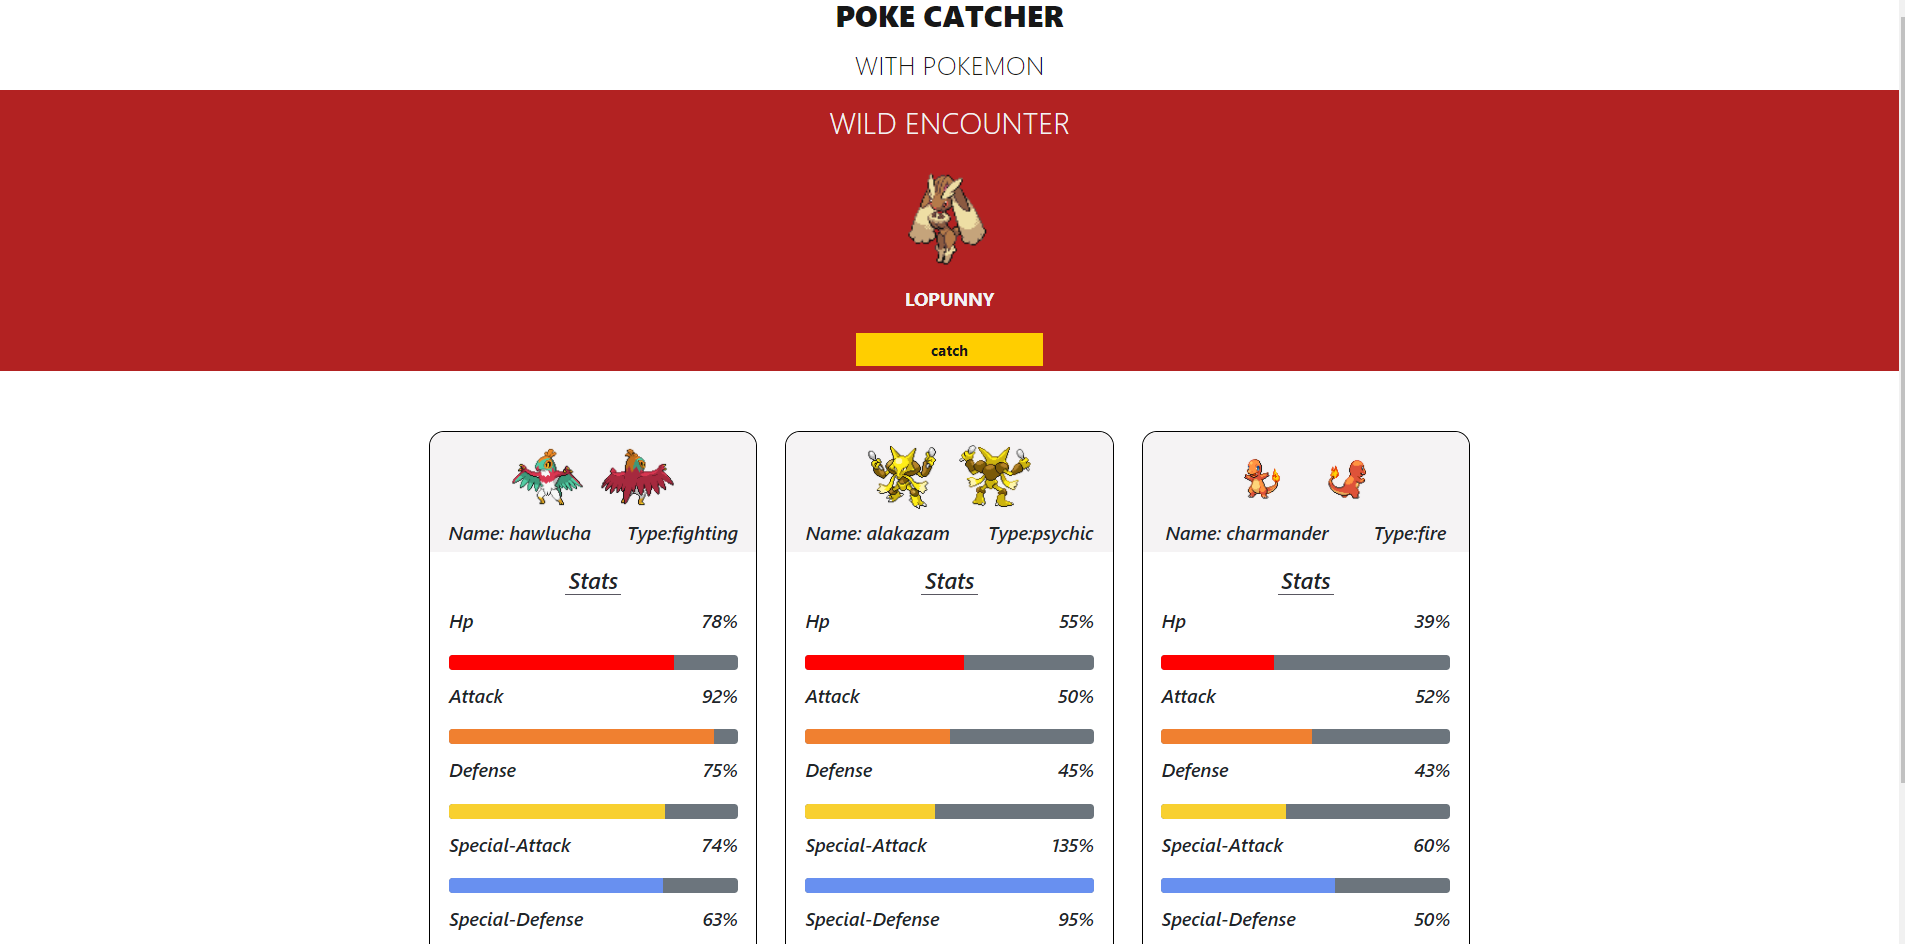 POKE CATCHER
WITH POKEMON
WILD ENCOUNTER
LOPUNNY
catch
Name: hawlucha Type:fighting
Stats
Hp 78%
Attack 92%
Defense 75%
Special-Attack 74%
Special-Defense 63%
Name: alakazam Type:psychic
Stats
Hp 55%
Attack 50%
Defense 45%
Special-Attack 135%
Special-Defense 95%
Name: charmander Type:fire
Stats
Hp 39%
Attack 52%
Defense 43%
Special-Attack 60%
Special-Defense 50%